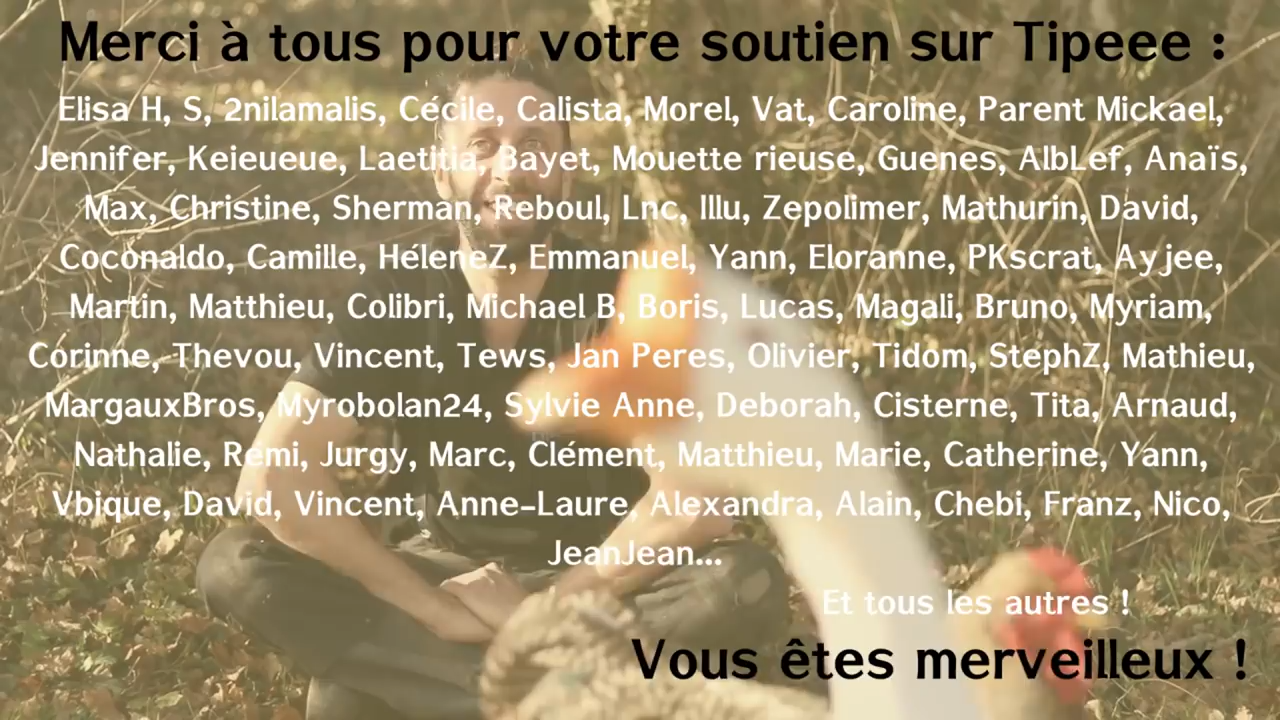 Merci à tous pour votre soutien sur Tipeee :
Elisa H, S, 2nilamalis, Cécile, Calista, Morel, Vat, Caroline, Parent Mickael,
Jennifer, Keieueue, Laetitia, Bayet, Mouette rieuse, Guenes, AlbLef, Anaïs,
Max, Christine, Sherman, Reboul, Lnc, Illu, Zepolimer, Mathurin, David,
Coconaldo, Camille, HéleneZ, Emmanuel, Yann, Eloranne, PKscrat, Ayjee,
Martin, Matthieu, Colibri, Michael B, Boris, Lucas, Magali, Bruno, Myriam,
Corinne, Thevou, Vincent, Tews, Jan Peres, Olivier, Tidom, StephZ, Mathieu,
MargauxBros, Myrobolan24, Sylvie Anne, Deborah, Cisterne, Tita, Arnaud,
Nathalie, Remi, Jurgy, Marc, Clément, Matthieu, Marie, Catherine, Yann,
Vbique, David, Vincent, Anne-Laure, Alexandra, Alain, Chebi, Franz, Nico,
JeanJean...
Et tous les autres !
Vous êtes merveilleux !